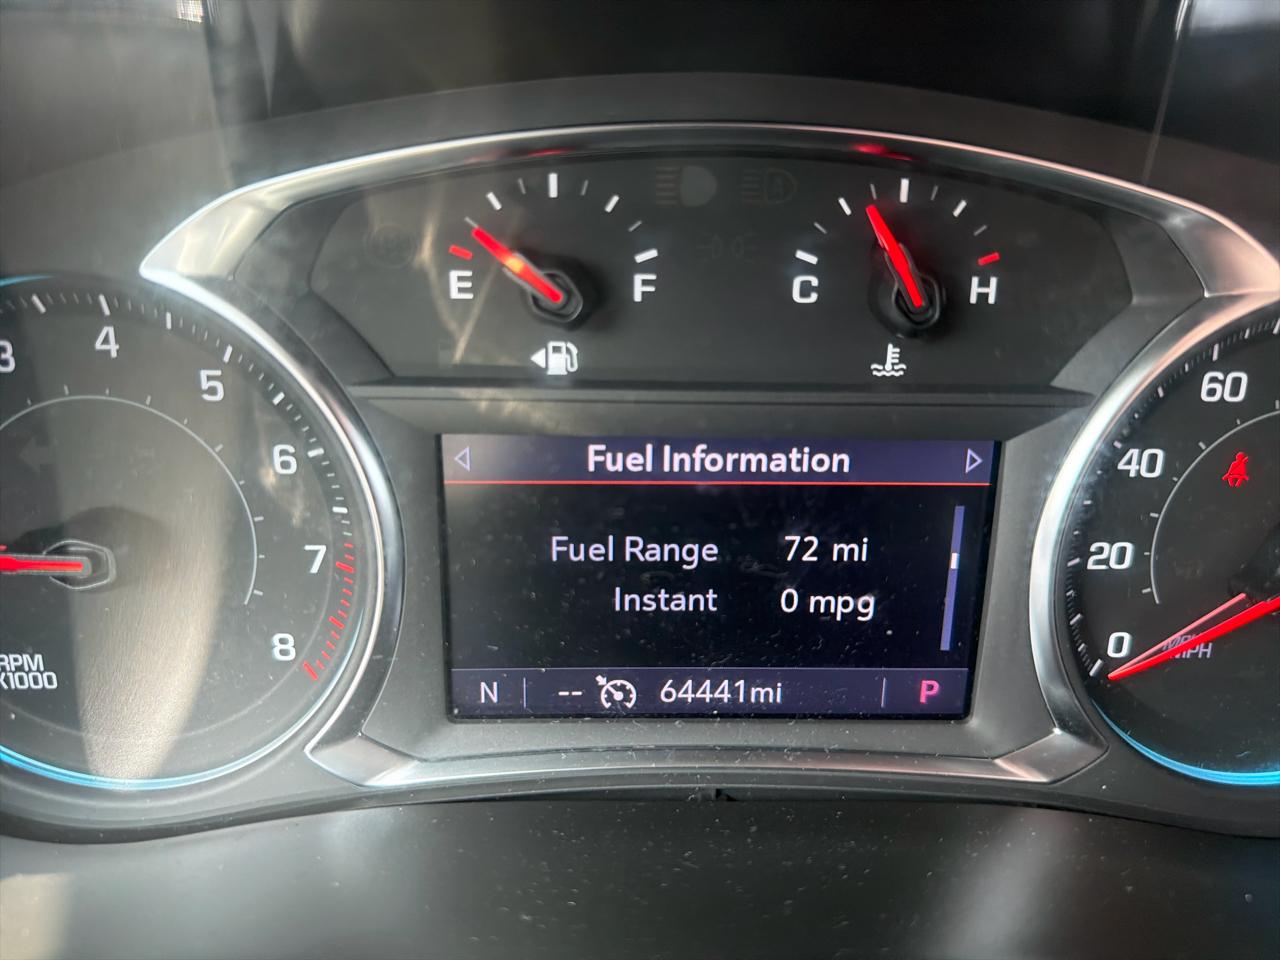 E F C H
3 4 5 6 7 8
RPM
X1000
Fuel Information
Fuel Range 72 mi
Instant 0 mpg
N -- 64441mi P
60
40
20
0
MPH